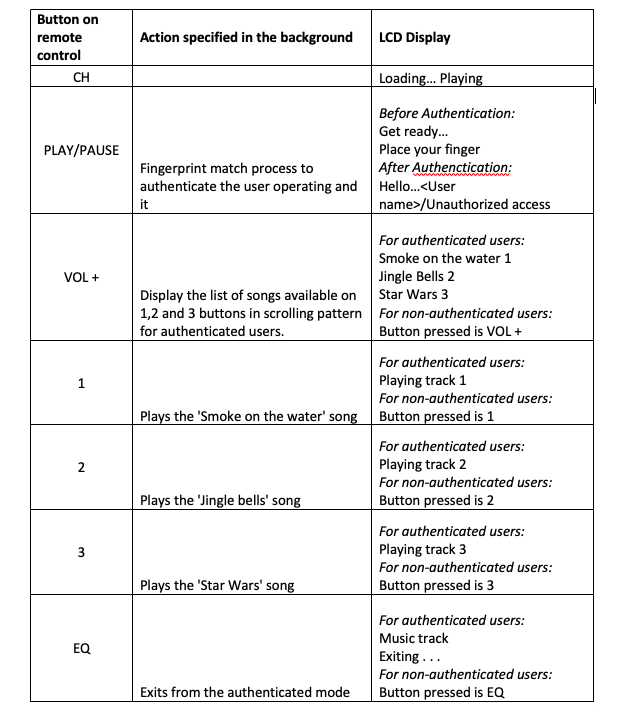 Button on
remote
control
Action specified in the background
LCD Display
CH
Loading... Playing
PLAY/PAUSE
Fingerprint match process to
authenticate the user operating and
it
Before Authentication:
Get ready...
Place your finger
After Authenctication:
Hello...<User
name>/Unauthorized access
VOL +
Display the list of songs available on
1,2 and 3 buttons in scrolling pattern
for authenticated users.
For authenticated users:
Smoke on the water 1
Jingle Bells 2
Star Wars 3
For non-authenticated users:
Button pressed is VOL +
1
Plays the 'Smoke on the water' song
For authenticated users:
Playing track 1
For non-authenticated users:
Button pressed is 1
2
Plays the 'Jingle bells' song
For authenticated users:
Playing track 2
For non-authenticated users:
Button pressed is 2
3
Plays the 'Star Wars' song
For authenticated users:
Playing track 3
For non-authenticated users:
Button pressed is 3
EQ
Exits from the authenticated mode
For authenticated users:
Music track
Exiting . . .
For non-authenticated users:
Button pressed is EQ